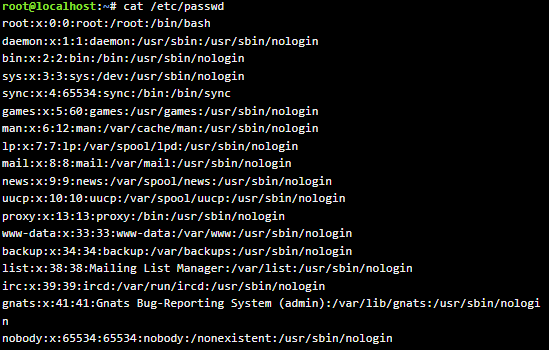 root@localhost:~# cat /etc/passwd
root:x:0:0:root:/root:/bin/bash
daemon:x:1:1:daemon:/usr/sbin:/usr/sbin/nologin
bin:x:2:2:bin:/bin:/usr/sbin/nologin
sys:x:3:3:sys:/dev:/usr/sbin/nologin
sync:x:4:65534:sync:/bin:/bin/sync
games:x:5:60:games:/usr/games:/usr/sbin/nologin
man:x:6:12:man:/var/cache/man:/usr/sbin/nologin
lp:x:7:7:lp:/var/spool/lpd:/usr/sbin/nologin
mail:x:8:8:mail:/var/mail:/usr/sbin/nologin
news:x:9:9:news:/var/spool/news:/usr/sbin/nologin
uucp:x:10:10:uucp:/var/spool/uucp:/usr/sbin/nologin
proxy:x:13:13:proxy:/bin:/usr/sbin/nologin
www-data:x:33:33:www-data:/var/www:/usr/sbin/nologin
backup:x:34:34:backup:/var/backups:/usr/sbin/nologin
list:x:38:38:Mailing List Manager:/var/list:/usr/sbin/nologin
irc:x:39:39:ircd:/var/run/ircd:/usr/sbin/nologin
gnats:x:41:41:Gnats Bug-Reporting System (admin):/var/lib/gnats:/usr/sbin/nologi
n
nobody:x:65534:65534:nobody:/nonexistent:/usr/sbin/nologin